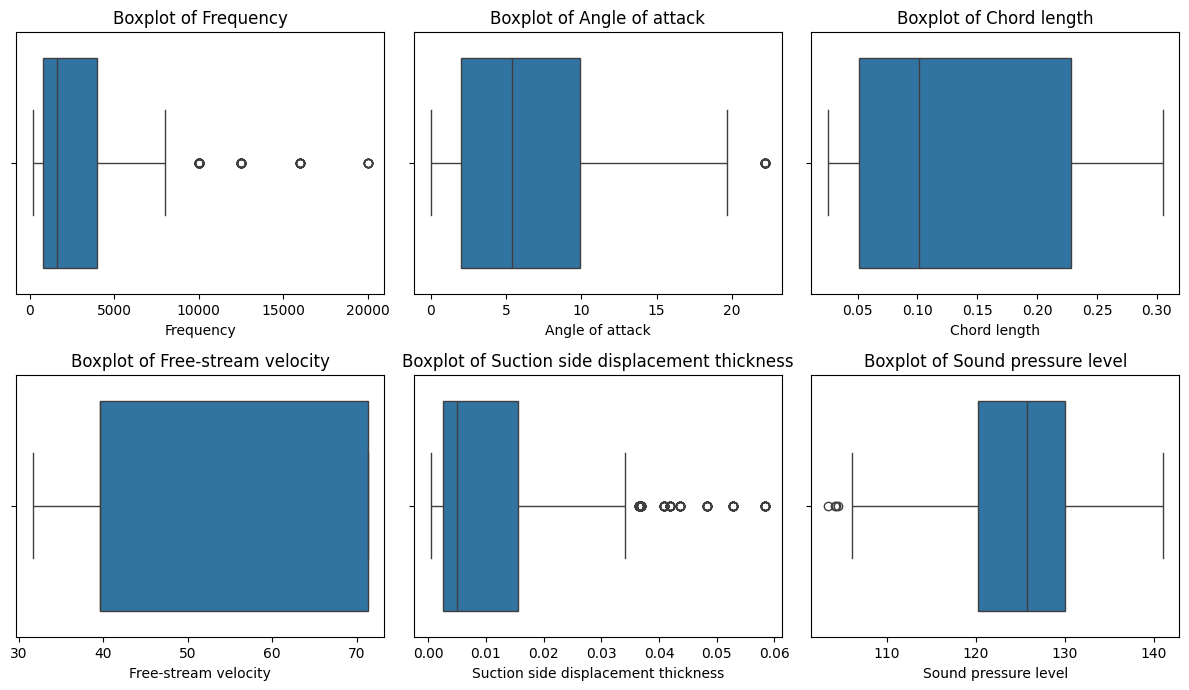 Boxplot of Frequency
Boxplot of Angle of attack
Boxplot of Chord length
0 5000 10000 15000 20000
0 5 10 15 20
0.05 0.10 0.15 0.20 0.25 0.30
Frequency
Angle of attack
Chord length
Boxplot of Free-stream velocity
Boxplot of Suction side displacement thickness
Boxplot of Sound pressure level
30 40 50 60 70
0.00 0.01 0.02 0.03 0.04 0.05 0.06
110 120 130 140
Free-stream velocity
Suction side displacement thickness
Sound pressure level